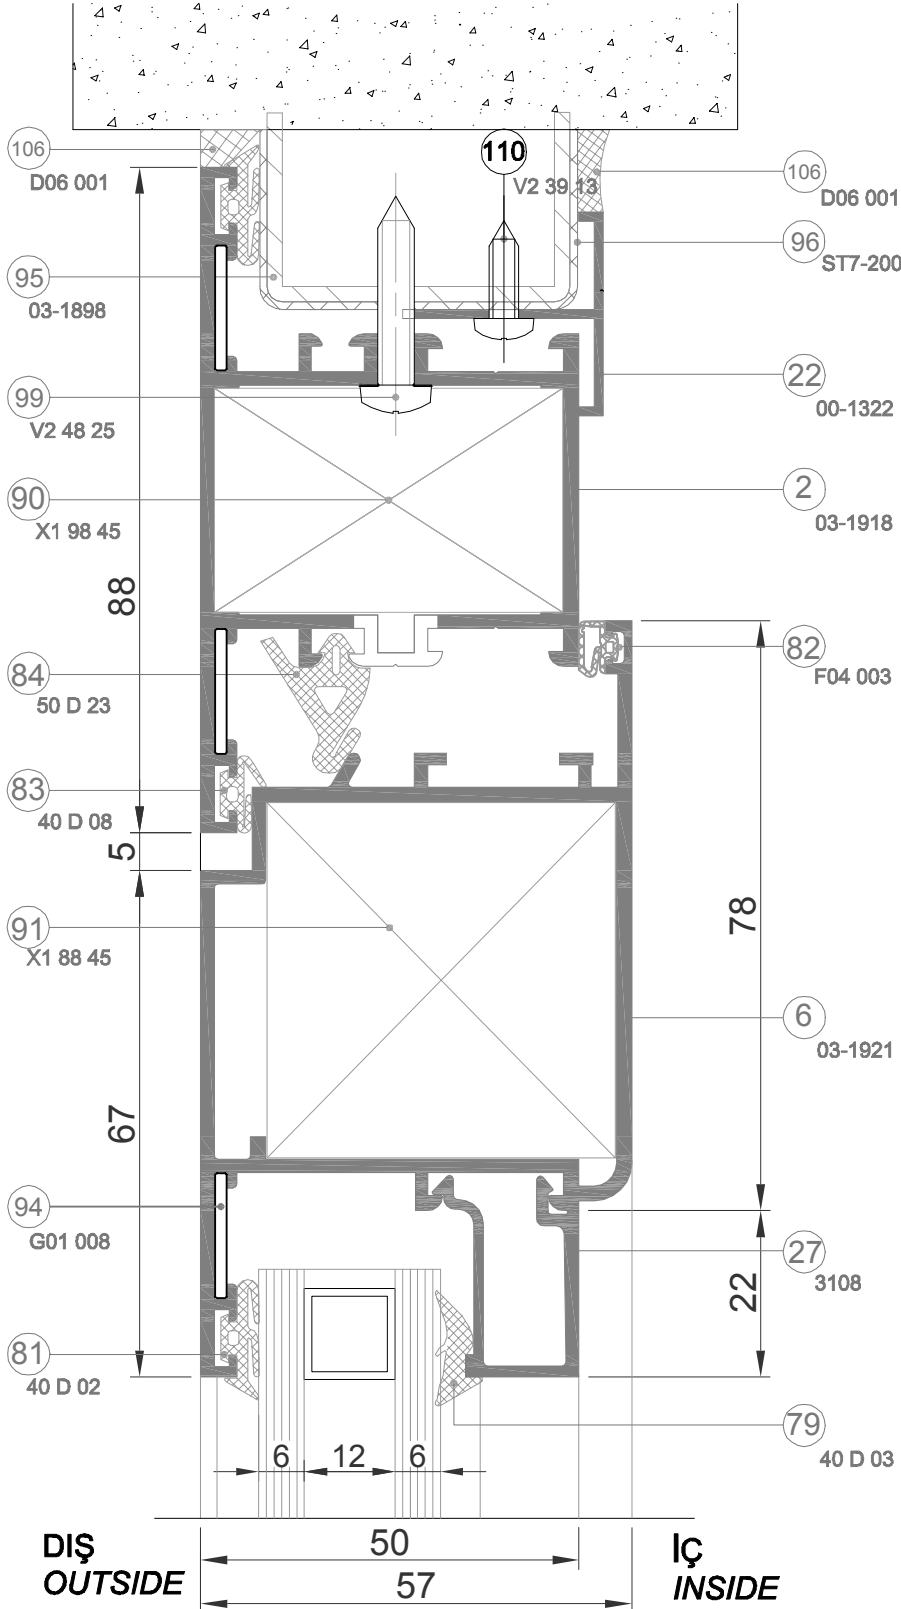 106
D06 001
110
V2 39 13
106
D06 001
96
ST7-200
95
03-1898
22
00-1322
99
V2 48 25
90
X1 98 45
2
03-1918
88
84
50 D 23
82
F04 003
83
40 D 08
5
91
X1 88 45
78
6
03-1921
67
94
G01 008
27
3108
22
81
40 D 02
79
40 D 03
6
12
6
DIŞ
OUTSIDE
50
57
İÇ
INSIDE